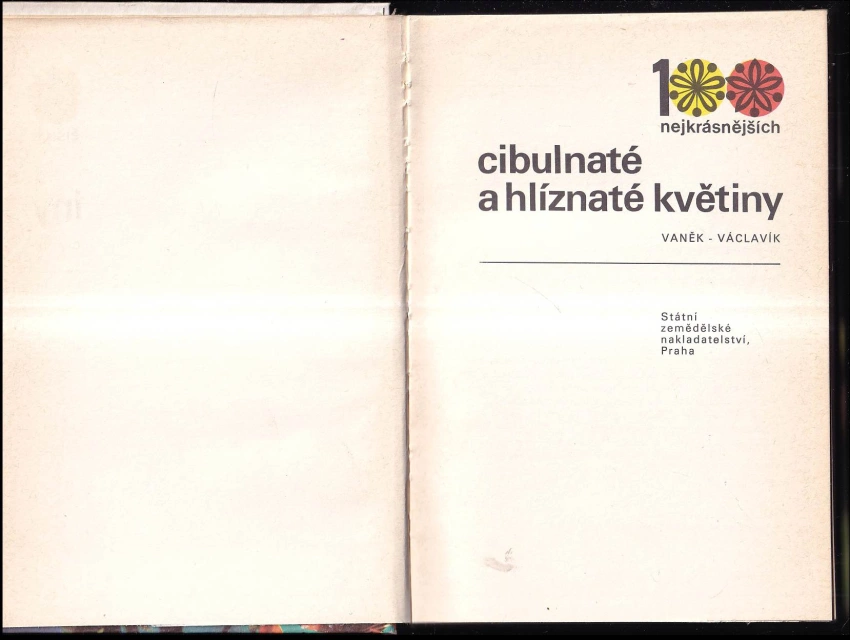 100
nejkrásnějších
cibulnaté
a hlíznaté květiny
VANĚK - VÁCLAVÍK
Státní
zemědělské
nakladatelství,
Praha